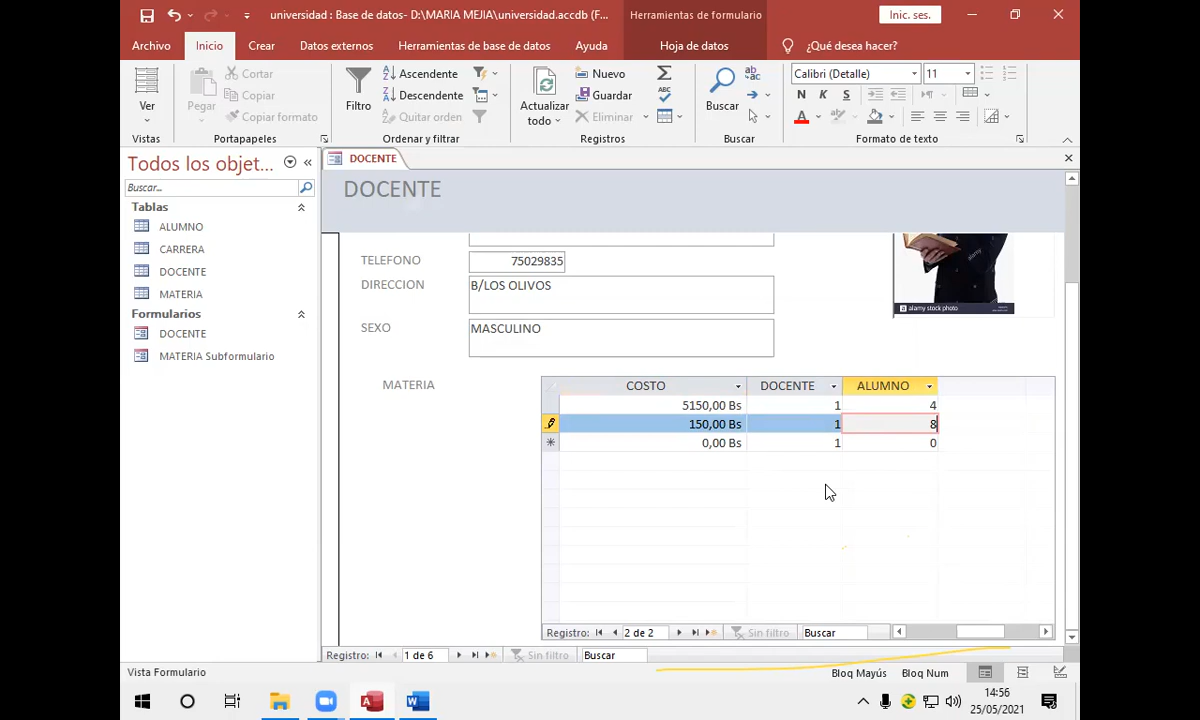 universidad : Base de datos- D:\MARIA MEJIA\universidad.accdb (F...
Herramientas de formulario
Inic. ses.
Archivo
Inicio
Crear
Datos externos
Herramientas de base de datos
Ayuda
Hoja de datos
¿Qué desea hacer?
Ver
Pegar
Cortar
Copiar
Copiar formato
Filtro
Ascendente
Descendente
Quitar orden
Actualizar
todo
Nuevo
Guardar
Eliminar
Buscar
Calibri (Detalle)
11
N K S
Vistas
Portapapeles
Ordenar y filtrar
Registros
Buscar
Formato de texto
Todos los objet...
Buscar...
Tablas
ALUMNO
CARRERA
DOCENTE
MATERIA
Formularios
DOCENTE
MATERIA Subformulario
DOCENTE
DOCENTE
TELEFONO 75029835
DIRECCION B/LOS OLIVOS
SEXO MASCULINO
alamy
alamy stock photo
MATERIA
COSTO DOCENTE ALUMNO
5150,00 Bs 1 4
150,00 Bs 1 8
0,00 Bs 1 0
Registro: 2 de 2 Sin filtro Buscar
Registro: 1 de 6 Sin filtro Buscar
Vista Formulario
Bloq Mayús Bloq Num
14:56
25/05/2021